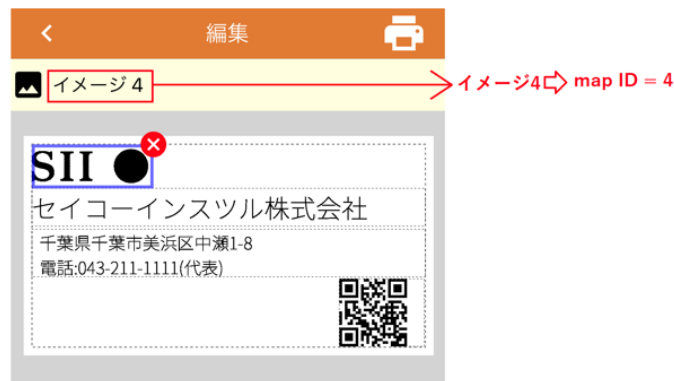 編集
イメージ 4
イメージ4⇨ map ID = 4
SII ●
セイコーインスツル株式会社
千葉県千葉市美浜区中瀬1-8
電話:043-211-1111(代表)